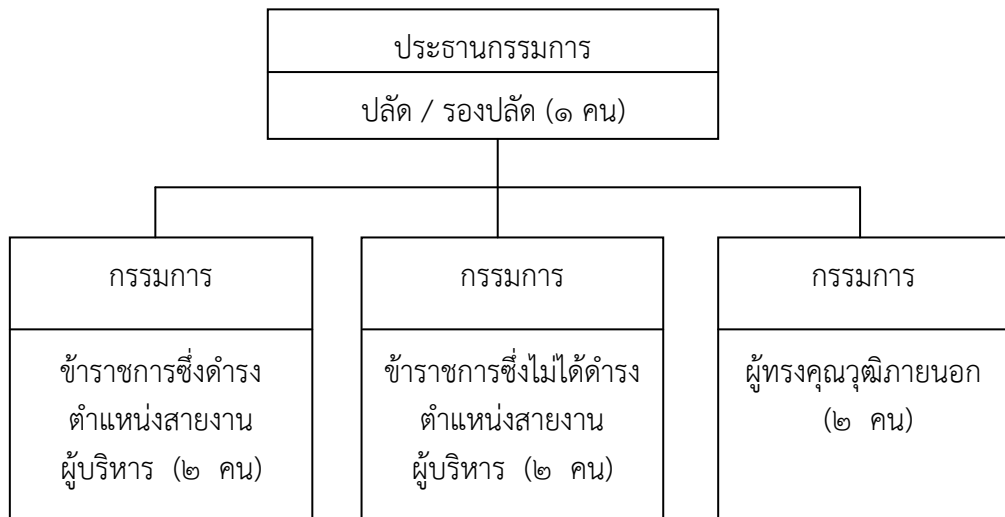 ประธานกรรมการ
ปลัด / รองปลัด (๑ คน)
กรรมการ
ข้าราชการซึ่งดำรง
ตำแหน่งสายงาน
ผู้บริหาร (๒ คน)
กรรมการ
ข้าราชการซึ่งไม่ได้ดำรง
ตำแหน่งสายงาน
ผู้บริหาร (๒ คน)
กรรมการ
ผู้ทรงคุณวุฒิภายนอก
(๒ คน)